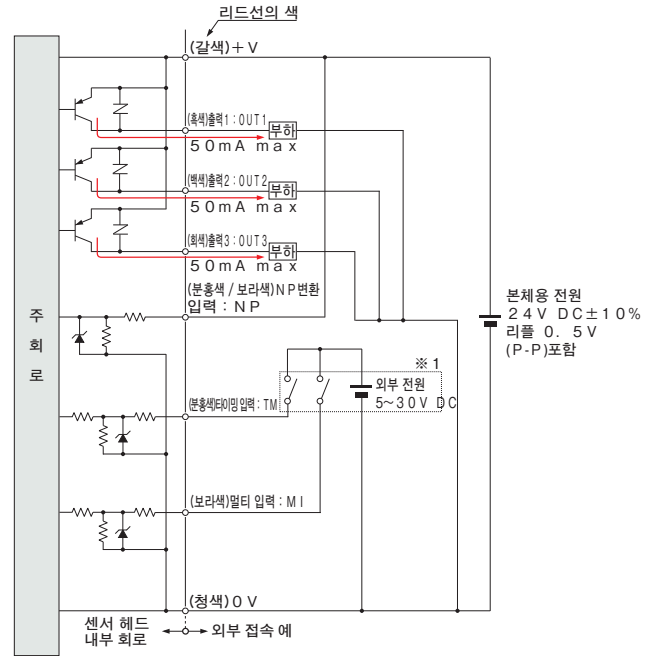 리드선의 색
(갈색)+V
(흑색)출력1 : OUT1
부하
50mA max
(백색)출력2 : OUT2
부하
50mA max
(회색)출력3 : OUT3
부하
50mA max
(분홍색 / 보라색)NP변환
입력 : NP
주
회
로
본체용 전원
24V DC±10%
리플 0. 5V
(P-P)포함
※1
외부 전원
5~30V DC
(분홍색)타이밍 입력 : TM
(보라색)멀티 입력 : MI
(청색)0V
센서 헤드
내부 회로
외부 접속 예